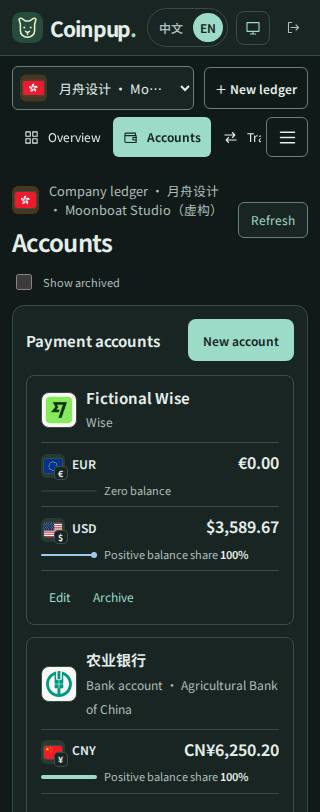 Coinpup.
中文
EN
月舟设计 · Mo…
+ New ledger
Overview
Accounts
Tra
Company ledger · 月舟设计
· Moonboat Studio（虚构）
Refresh
Accounts
Show archived
Payment accounts
New account
Fictional Wise
Wise
€
EUR
€0.00
Zero balance
$
USD
$3,589.67
Positive balance share 100%
Edit
Archive
农业银行
Bank account · Agricultural Bank
of China
¥
CNY
CN¥6,250.20
Positive balance share 100%